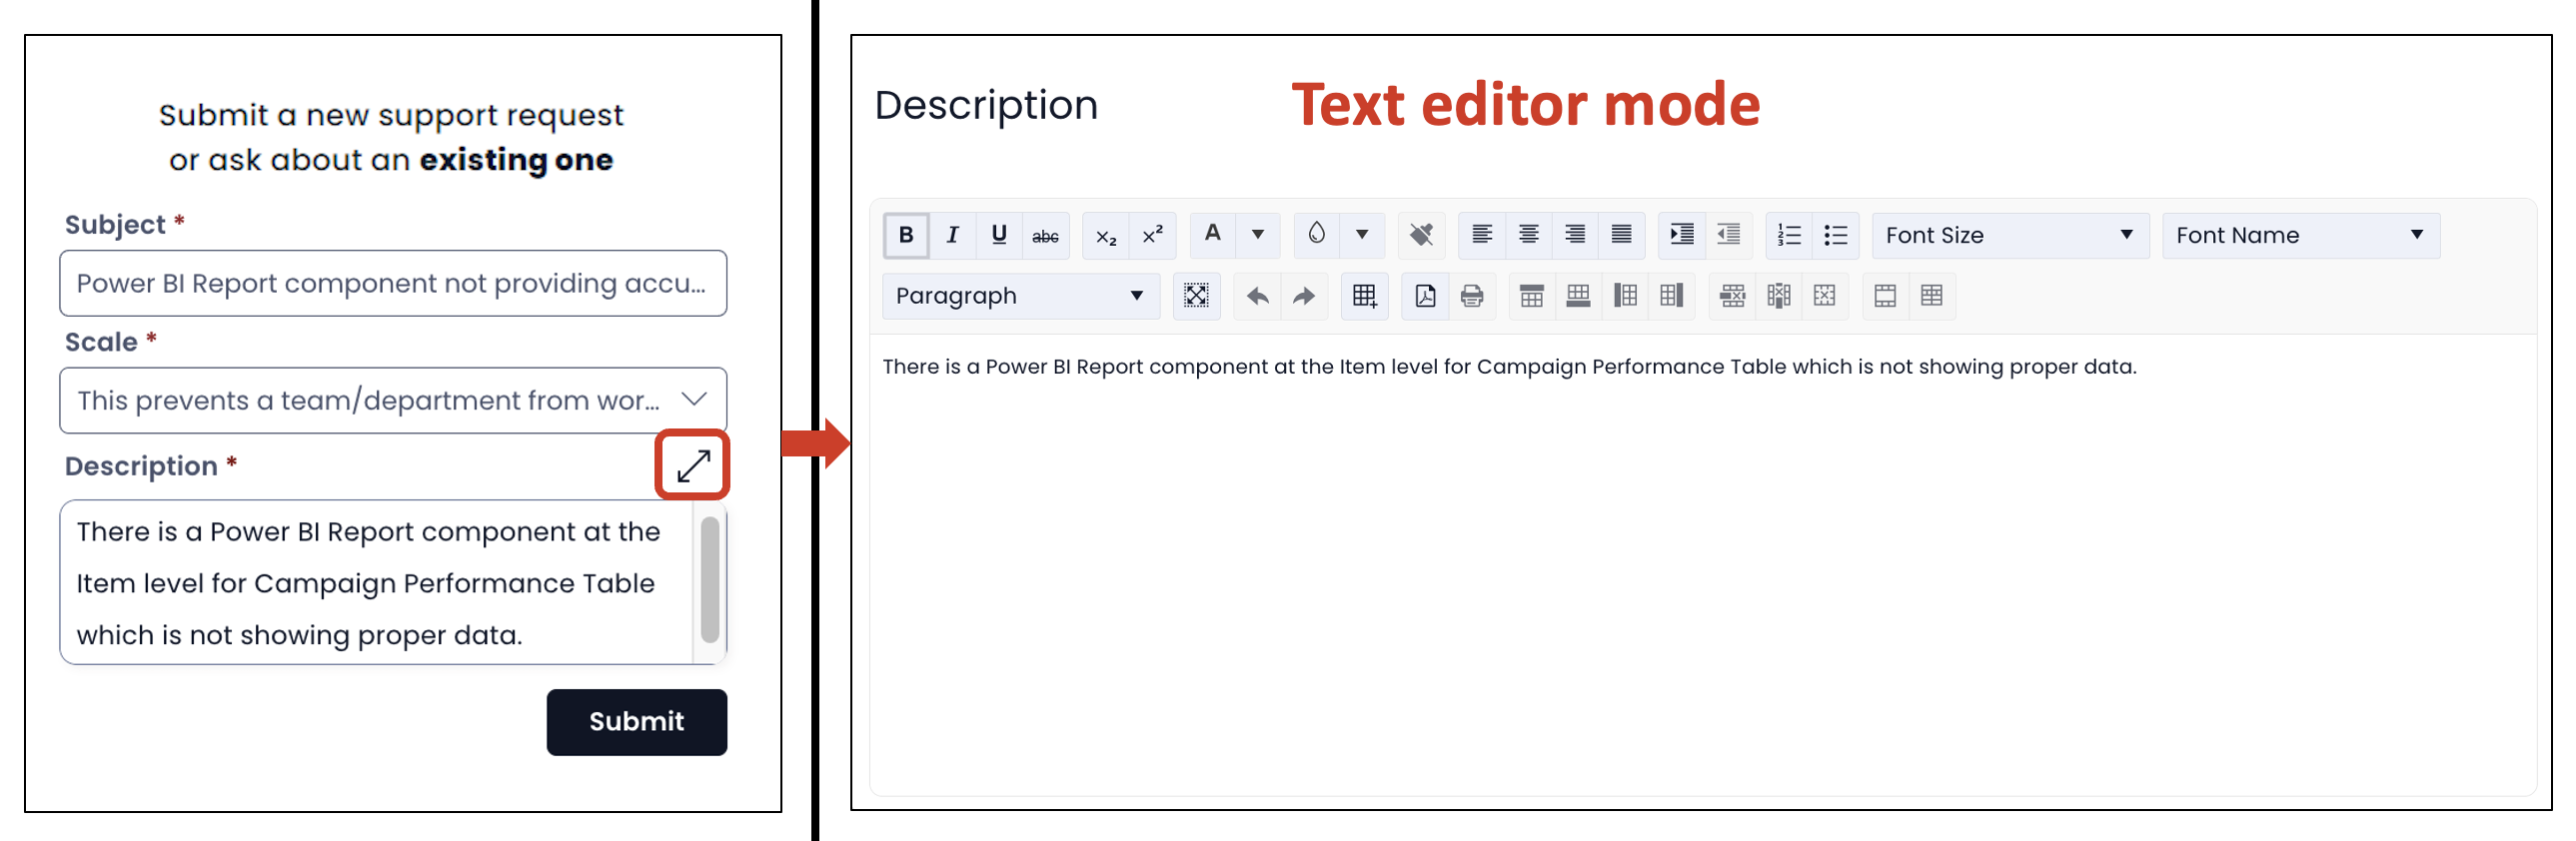 Submit a new support request
or ask about an existing one
Subject *
Power BI Report component not providing accu...
Scale *
This prevents a team/department from wor...
Description *
There is a Power BI Report component at the
Item level for Campaign Performance Table
which is not showing proper data.
Submit
Description
Text editor mode
B I U abc x₂ x² A Font Size Font Name
Paragraph
There is a Power BI Report component at the Item level for Campaign Performance Table which is not showing proper data.